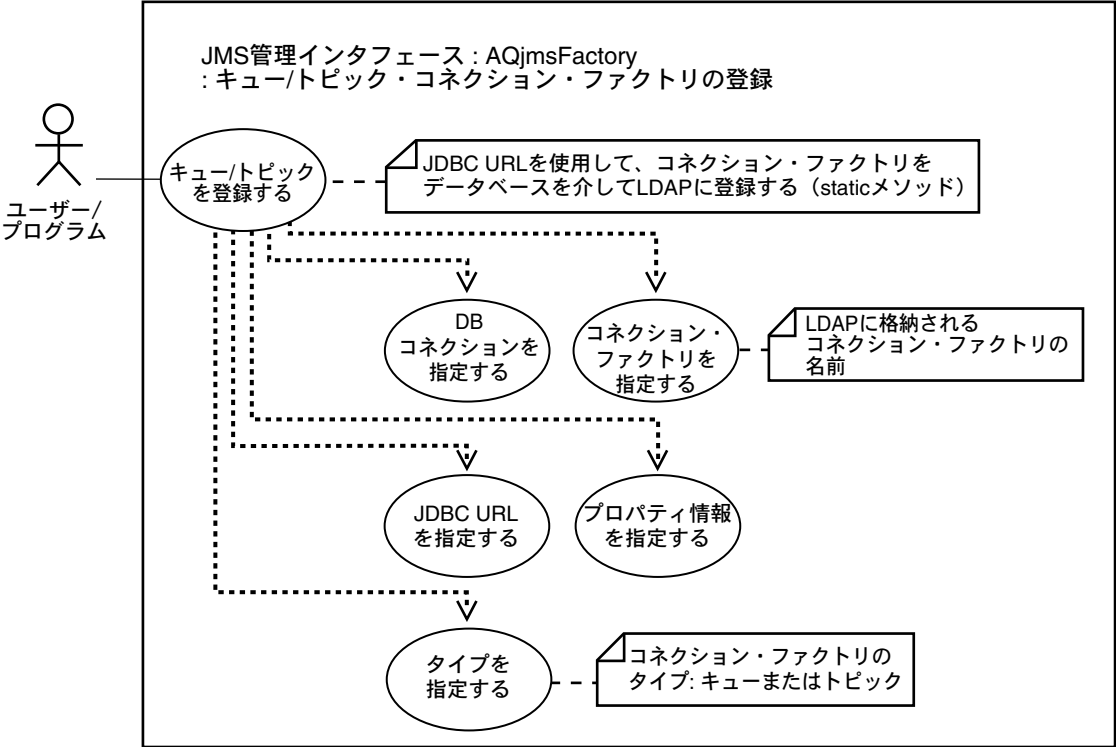 JMS管理インタフェース : AQjmsFactory
: キュー/トピック・コネクション・ファクトリの登録
ユーザー/
プログラム
キュー/トピック
を登録する
JDBC URLを使用して、コネクション・ファクトリを
データベースを介してLDAPに登録する（staticメソッド）
DB
コネクションを
指定する
コネクション・
ファクトリを
指定する
LDAPに格納される
コネクション・ファクトリの
名前
JDBC URL
を指定する
プロパティ情報
を指定する
タイプを
指定する
コネクション・ファクトリの
タイプ: キューまたはトピック